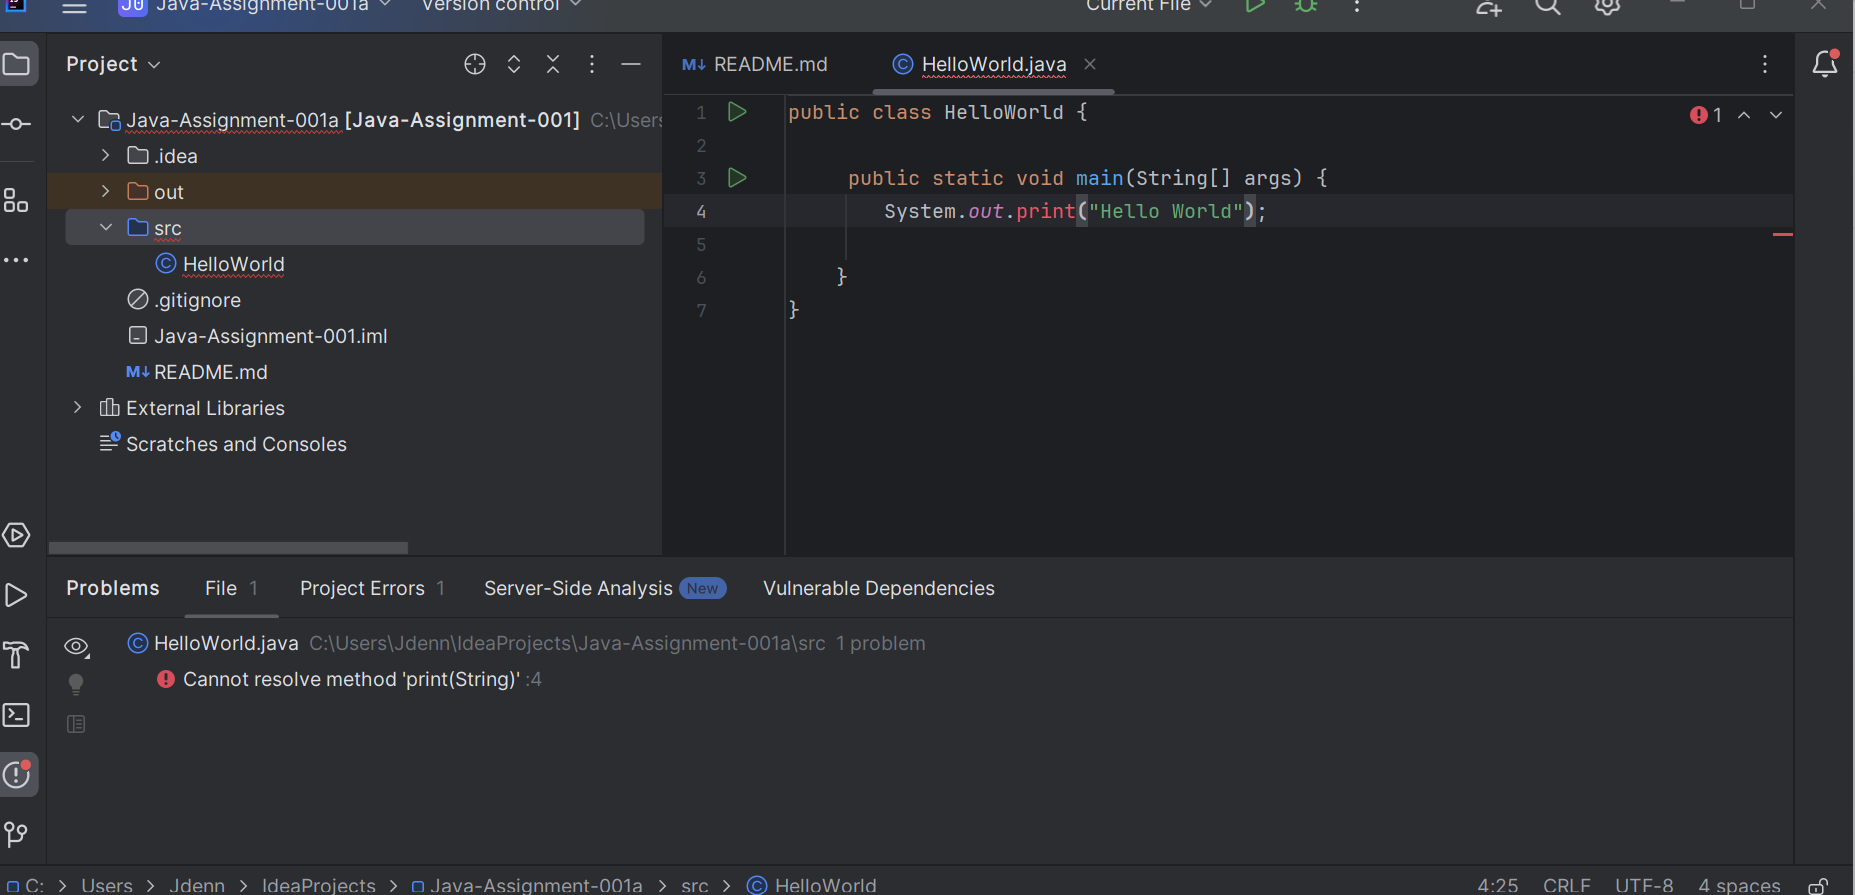 J0 Java-Assignment-001a Version control Current File
Project
README.md HelloWorld.java
Java-Assignment-001a [Java-Assignment-001] C:\Users
.idea
out
src
HelloWorld
.gitignore
Java-Assignment-001.iml
M↓ README.md
External Libraries
Scratches and Consoles
1 public class HelloWorld {
2
3 public static void main(String[] args) {
4 System.out.print("Hello World");
5
6 }
7 }
1
Problems File 1 Project Errors 1 Server-Side Analysis New Vulnerable Dependencies
HelloWorld.java C:\Users\Jdenn\IdeaProjects\Java-Assignment-001a\src 1 problem
Cannot resolve method 'print(String)' :4
C: > Users > Jdenn > IdeaProjects > Java-Assignment-001a > src > HelloWorld 4:25 CRLF UTF-8 4 spaces